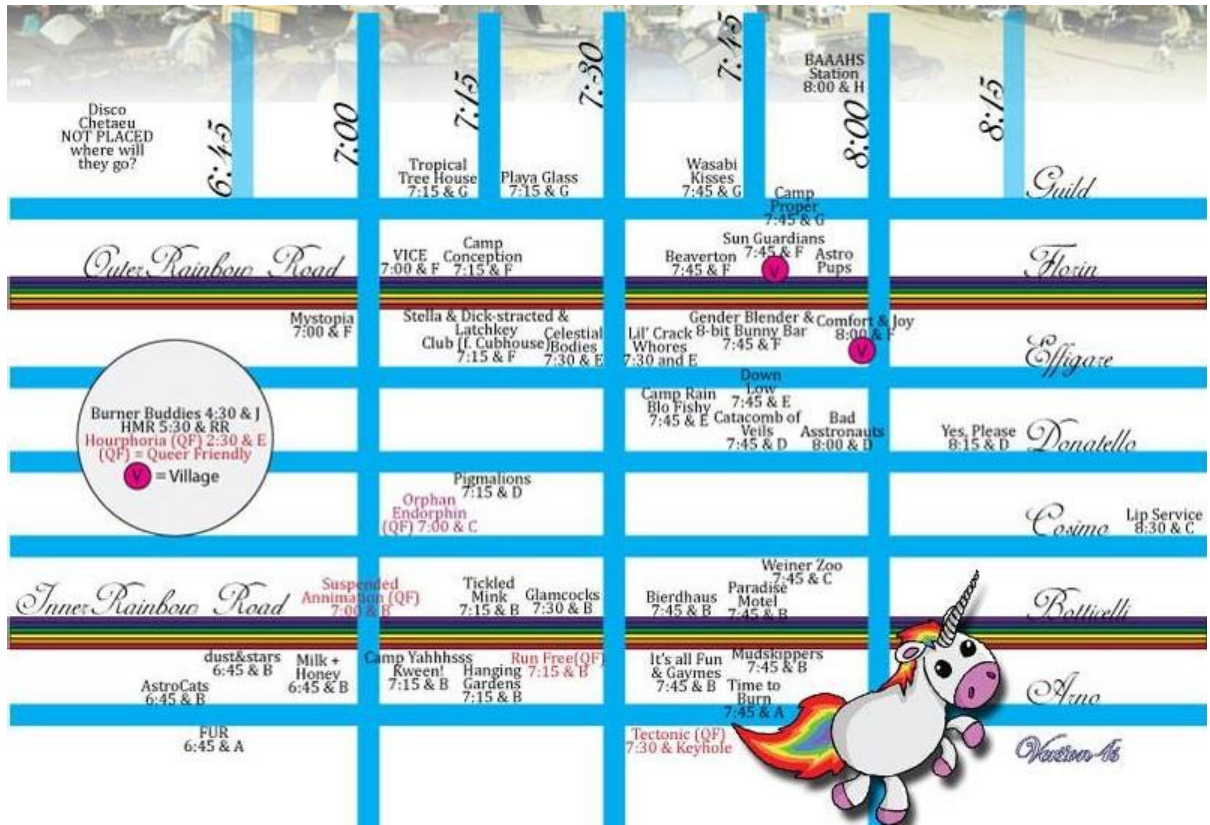 6:45
7:00
7:15
7:30
7:45
8:00
8:15
BAAAHS
Station
8:00 & H
Disco
Chetaeu
NOT PLACED
where will
they go?
Tropical
Tree House
7:15 & G
Playa Glass
7:15 & G
Wasabi
Kisses
7:45 & G
Camp
Proper
7:45 & G
Guild
Outer Rainbow Road
VICE
7:00 & F
Camp
Conception
7:15 & F
Beaverton
7:45 & F
Sun Guardians
7:45 & F
V
Astro
Pups
Florin
Mystopia
7:00 & F
Stella & Dick-stracted &
Latchkey
Club (f. Cubhouse)
7:15 & F
Celestial
Bodies
7:30 & E
Lil' Crack
Whores
7:30 and E
Gender Blender &
8-bit Bunny Bar
7:45 & F
Comfort & Joy
8:00 & F
V
Effigare
Burner Buddies 4:30 & J
HMR 5:30 & RR
Hourphoria (QF) 2:30 & E
(QF) = Queer Friendly
V = Village
Camp Rain
Blo Fishy
7:45 & E
Down
Low
7:45 & E
Catacomb of
Veils
7:45 & D
Bad
Asstronauts
8:00 & D
Yes, Please
8:15 & D
Donatello
Pigmalions
7:15 & D
Orphan
Endorphin
(QF) 7:00 & C
Cosimo
Lip Service
8:30 & C
Inner Rainbow Road
Suspended
Annimation (QF)
7:00 & B
Tickled
Mink
7:15 & B
Glamcocks
7:30 & B
Bierdhaus
7:45 & B
Weiner Zoo
7:45 & C
Paradise
Motel
7:45 & B
Botticelli
dust&stars
6:45 & B
AstroCats
6:45 & B
Milk +
Honey
6:45 & B
Camp Yahhhsss
Kween!
7:15 & B
Hanging
Gardens
7:15 & B
Run Free(QF)
7:15 & B
It's all Fun
& Gaymes
7:45 & B
Mudskippers
7:45 & B
Time to
Burn
7:45 & A
Arno
FUR
6:45 & A
Tectonic (QF)
7:30 & Keyhole